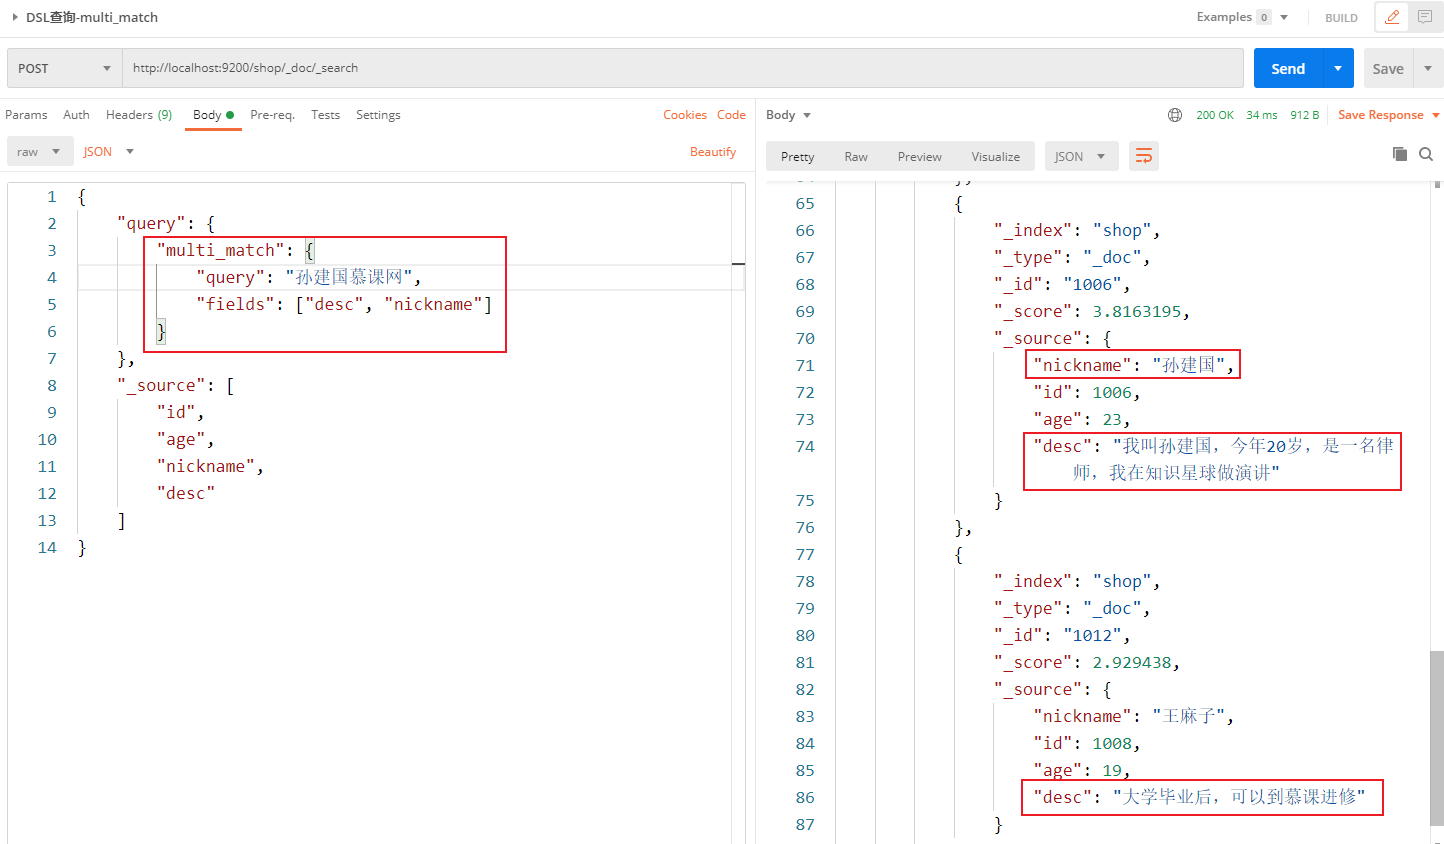 DSL查询-multi_match
Examples 0
BUILD
POST
http://localhost:9200/shop/_doc/_search
Send
Save
Params Auth Headers (9) Body Pre-req. Tests Settings Cookies Code
raw JSON Beautify
1 {
2 "query": {
3 "multi_match": {
4 "query": "孙建国慕课网",
5 "fields": ["desc", "nickname"]
6 }
7 },
8 "_source": [
9 "id",
10 "age",
11 "nickname",
12 "desc"
13 ]
14 }
Body 200 OK 34 ms 912 B Save Response
Pretty Raw Preview Visualize JSON
65 {
66 "_index": "shop",
67 "_type": "_doc",
68 "_id": "1006",
69 "_score": 3.8163195,
70 "_source": {
71 "nickname": "孙建国",
72 "id": 1006,
73 "age": 23,
74 "desc": "我叫孙建国，今年20岁，是一名律
师，我在知识星球做演讲"
75 }
76 },
77 {
78 "_index": "shop",
79 "_type": "_doc",
80 "_id": "1012",
81 "_score": 2.929438,
82 "_source": {
83 "nickname": "王麻子",
84 "id": 1008,
85 "age": 19,
86 "desc": "大学毕业后，可以到慕课进修"
87 }